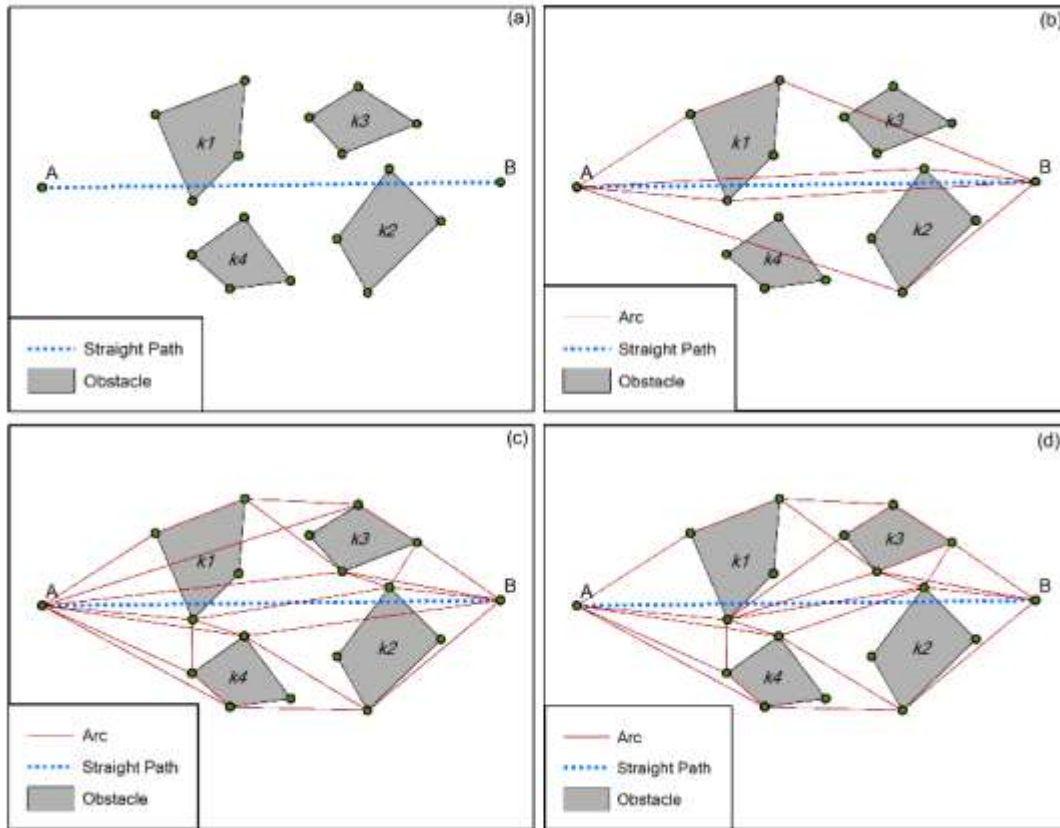 (a)
k1
k3
A
B
k2
k4
Straight Path
Obstacle
(b)
k1
k3
A
B
k2
k4
Arc
Straight Path
Obstacle
(c)
k1
k3
A
B
k2
k4
Arc
Straight Path
Obstacle
(d)
k1
k3
A
B
k2
k4
Arc
Straight Path
Obstacle